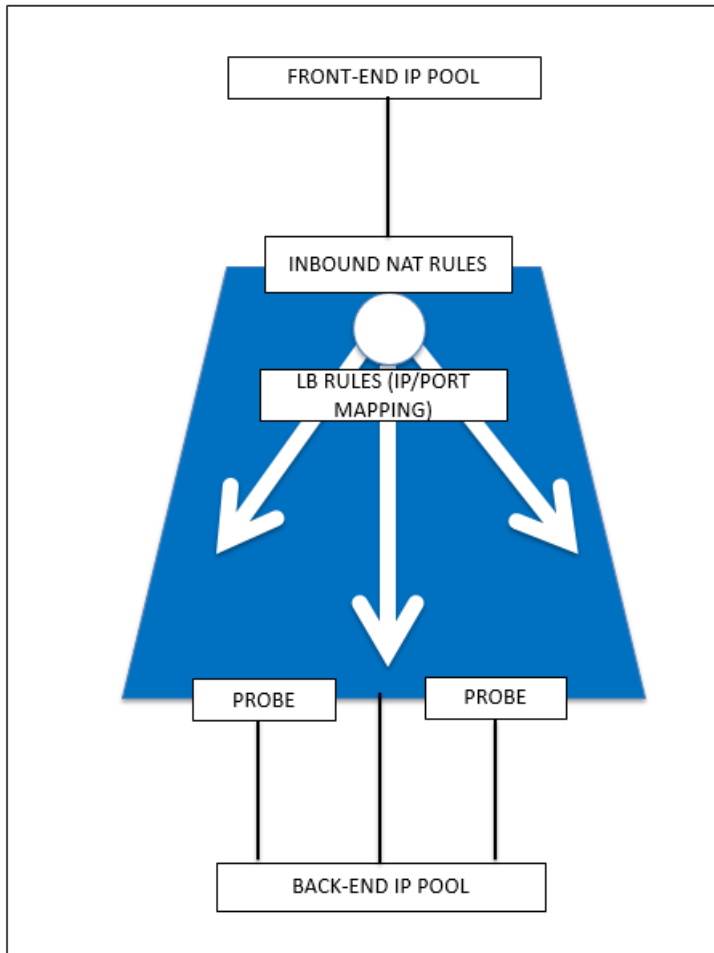 FRONT-END IP POOL
INBOUND NAT RULES
LB RULES (IP/PORT
MAPPING)
PROBE
PROBE
BACK-END IP POOL